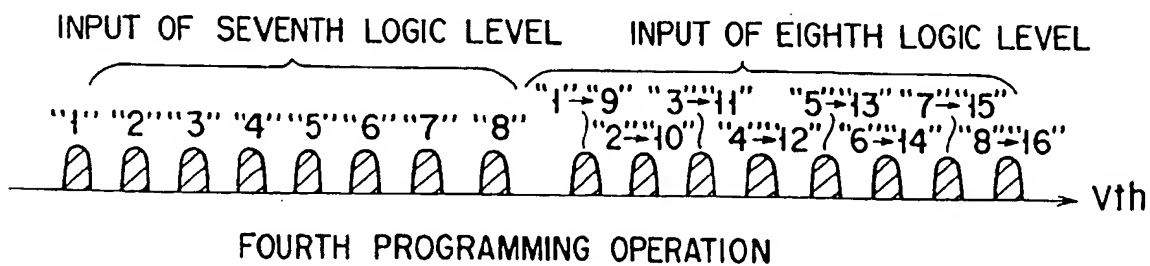 INPUT OF SEVENTH LOGIC LEVEL
INPUT OF EIGHTH LOGIC LEVEL
"1"→"9" "3"→"11" "5"→"13" "7"→"15"
"1" "2" "3" "4" "5" "6" "7" "8"
"2"→"10" "4"→"12" "6"→"14" "8"→"16"
Vth
FOURTH PROGRAMMING OPERATION